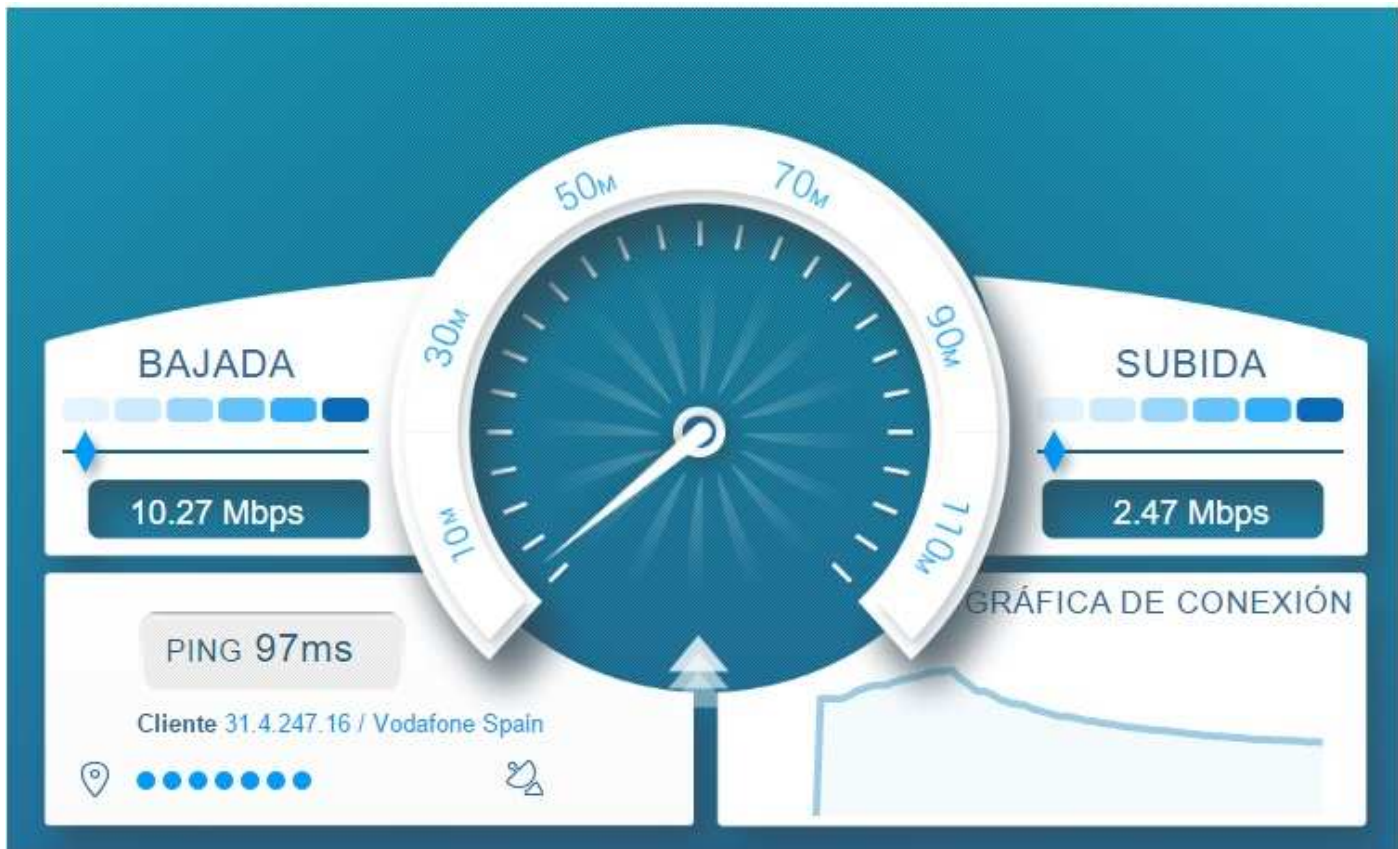 10M
30M
50M
70M
90M
110M
BAJADA
10.27 Mbps
SUBIDA
2.47 Mbps
PING 97ms
Cliente 31.4.247.16 / Vodafone Spain
GRÁFICA DE CONEXIÓN